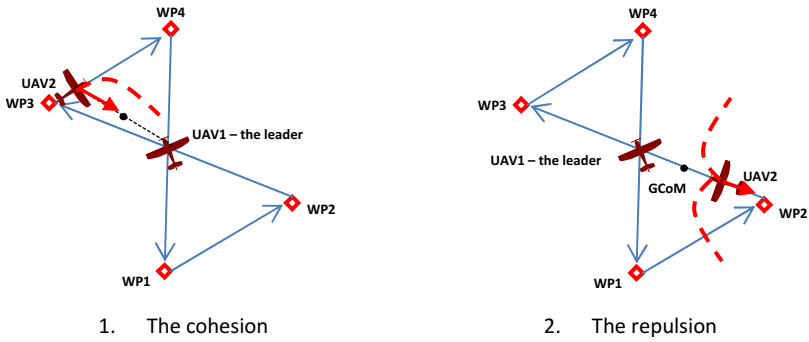 WP4
UAV2
WP3
UAV1 – the leader
WP2
WP1
1. The cohesion
WP4
WP3
UAV1 – the leader
UAV2
GCoM
WP2
WP1
2. The repulsion